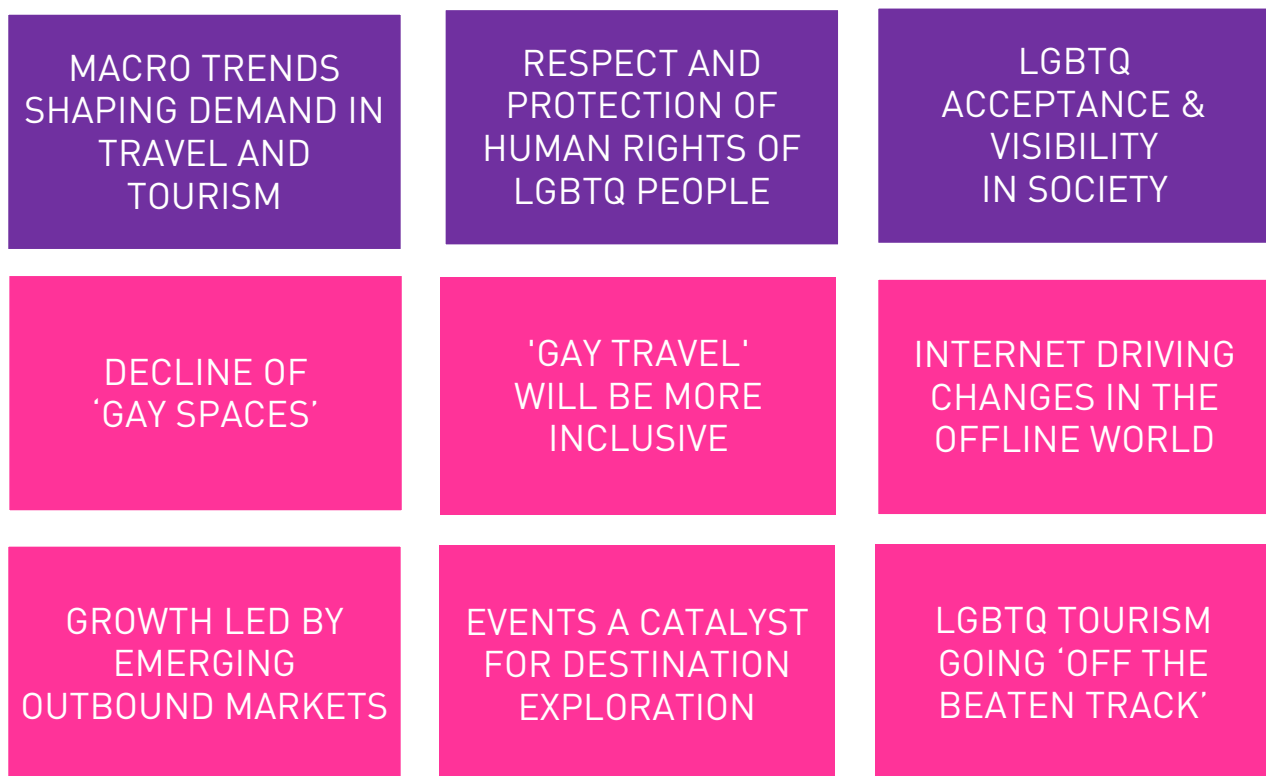 MACRO TRENDS
SHAPING DEMAND IN
TRAVEL AND
TOURISM
RESPECT AND
PROTECTION OF
HUMAN RIGHTS OF
LGBTQ PEOPLE
LGBTQ
ACCEPTANCE &
VISIBILITY
IN SOCIETY
DECLINE OF
‘GAY SPACES’
'GAY TRAVEL'
WILL BE MORE
INCLUSIVE
INTERNET DRIVING
CHANGES IN THE
OFFLINE WORLD
GROWTH LED BY
EMERGING
OUTBOUND MARKETS
EVENTS A CATALYST
FOR DESTINATION
EXPLORATION
LGBTQ TOURISM
GOING ‘OFF THE
BEATEN TRACK’